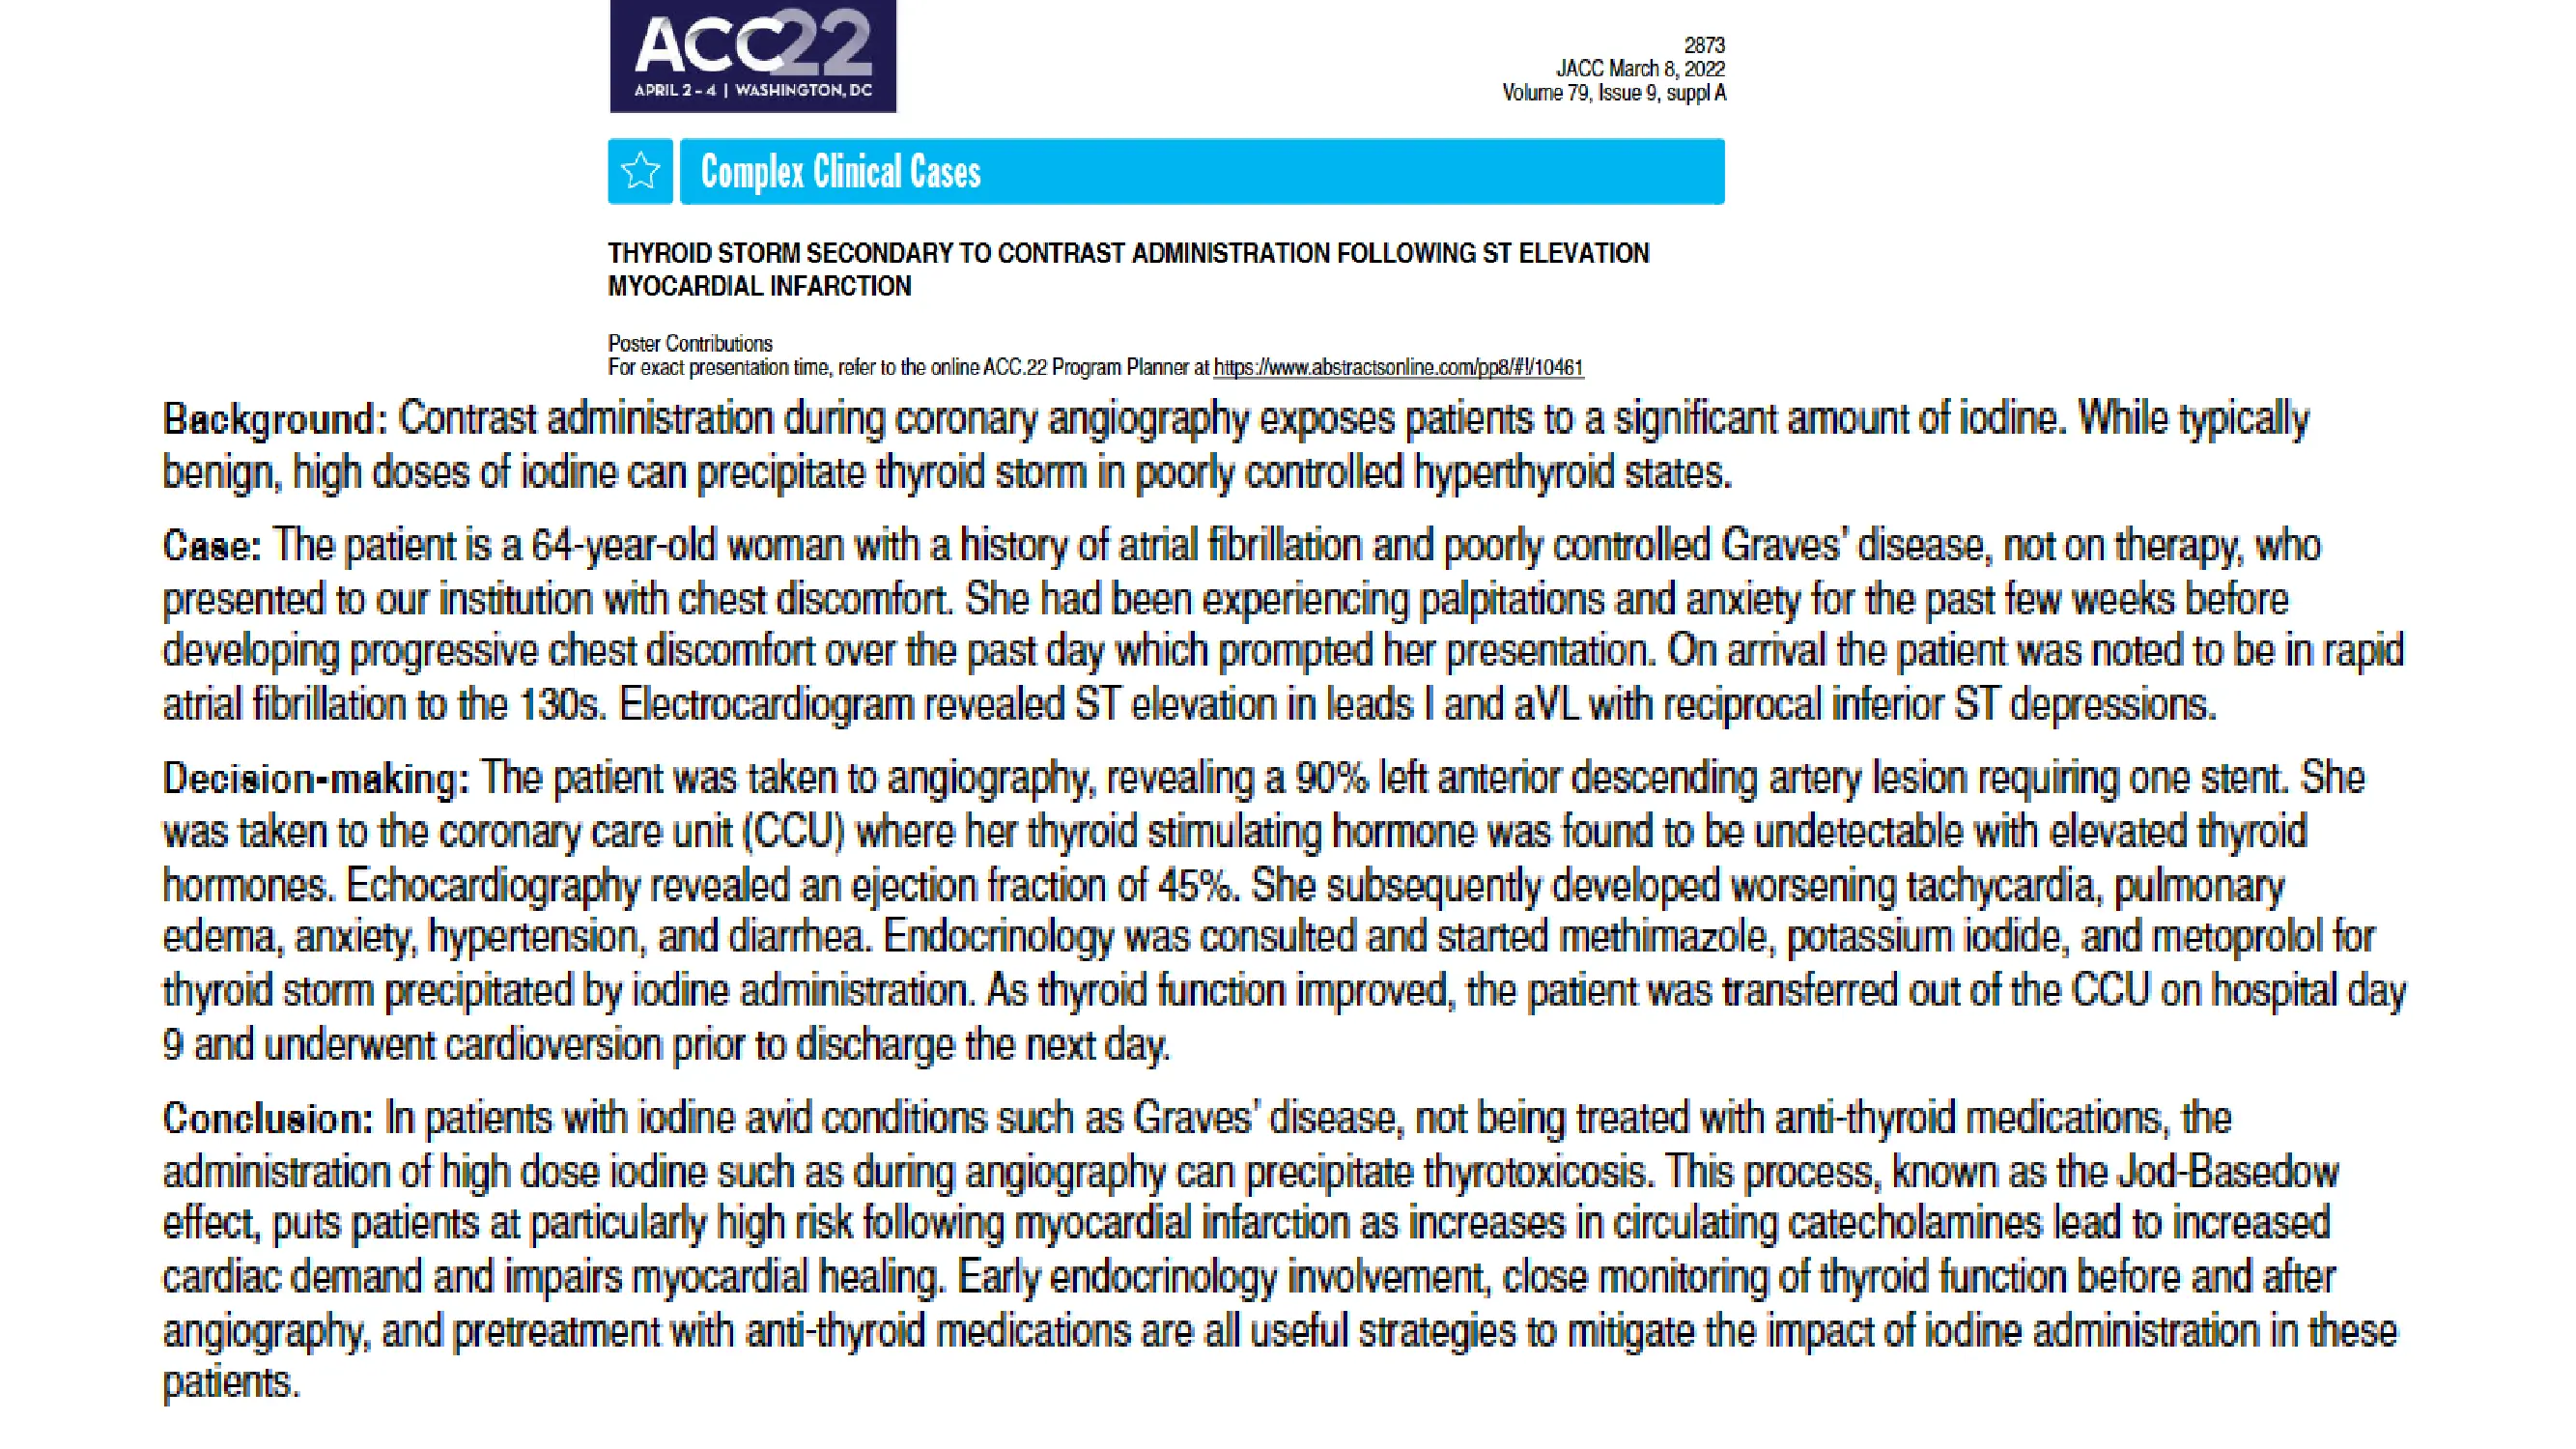 ACC22
APRIL 2 - 4 | WASHINGTON, DC
2873
JACC March 8, 2022
Volume 79, Issue 9, suppl A
Complex Clinical Cases
THYROID STORM SECONDARY TO CONTRAST ADMINISTRATION FOLLOWING ST ELEVATION
MYOCARDIAL INFARCTION
Poster Contributions
For exact presentation time, refer to the online ACC.22 Program Planner at https://www.abstractsonline.com/pp8/#!/10461
Background: Contrast administration during coronary angiography exposes patients to a significant amount of iodine. While typically
benign, high doses of iodine can precipitate thyroid storm in poorly controlled hyperthyroid states.
Case: The patient is a 64-year-old woman with a history of atrial fibrillation and poorly controlled Graves’ disease, not on therapy, who
presented to our institution with chest discomfort. She had been experiencing palpitations and anxiety for the past few weeks before
developing progressive chest discomfort over the past day which prompted her presentation. On arrival the patient was noted to be in rapid
atrial fibrillation to the 130s. Electrocardiogram revealed ST elevation in leads I and aVL with reciprocal inferior ST depressions.
Decision-making: The patient was taken to angiography, revealing a 90% left anterior descending artery lesion requiring one stent. She
was taken to the coronary care unit (CCU) where her thyroid stimulating hormone was found to be undetectable with elevated thyroid
hormones. Echocardiography revealed an ejection fraction of 45%. She subsequently developed worsening tachycardia, pulmonary
edema, anxiety, hypertension, and diarrhea. Endocrinology was consulted and started methimazole, potassium iodide, and metoprolol for
thyroid storm precipitated by iodine administration. As thyroid function improved, the patient was transferred out of the CCU on hospital day
9 and underwent cardioversion prior to discharge the next day.
Conclusion: In patients with iodine avid conditions such as Graves’ disease, not being treated with anti-thyroid medications, the
administration of high dose iodine such as during angiography can precipitate thyrotoxicosis. This process, known as the Jod-Basedow
effect, puts patients at particularly high risk following myocardial infarction as increases in circulating catecholamines lead to increased
cardiac demand and impairs myocardial healing. Early endocrinology involvement, close monitoring of thyroid function before and after
angiography, and pretreatment with anti-thyroid medications are all useful strategies to mitigate the impact of iodine administration in these
patients.